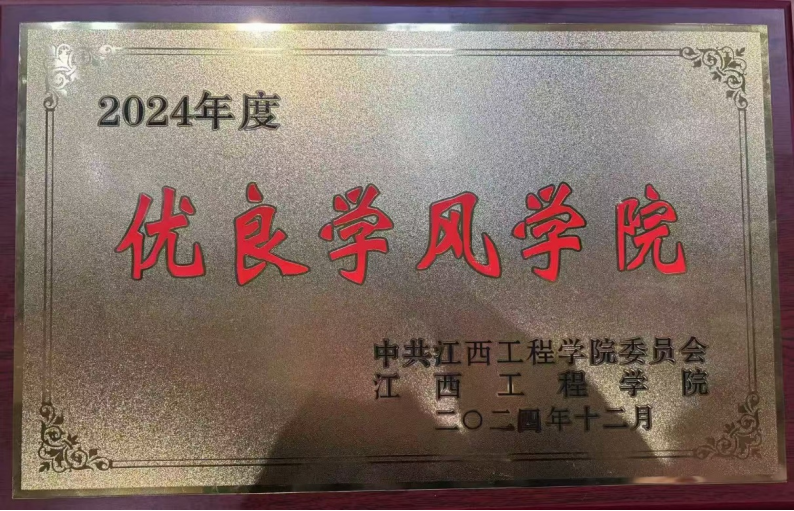 2024年度
优良学风学院
中共江西工程学院委员会
江西工程学院
二〇二四年十二月